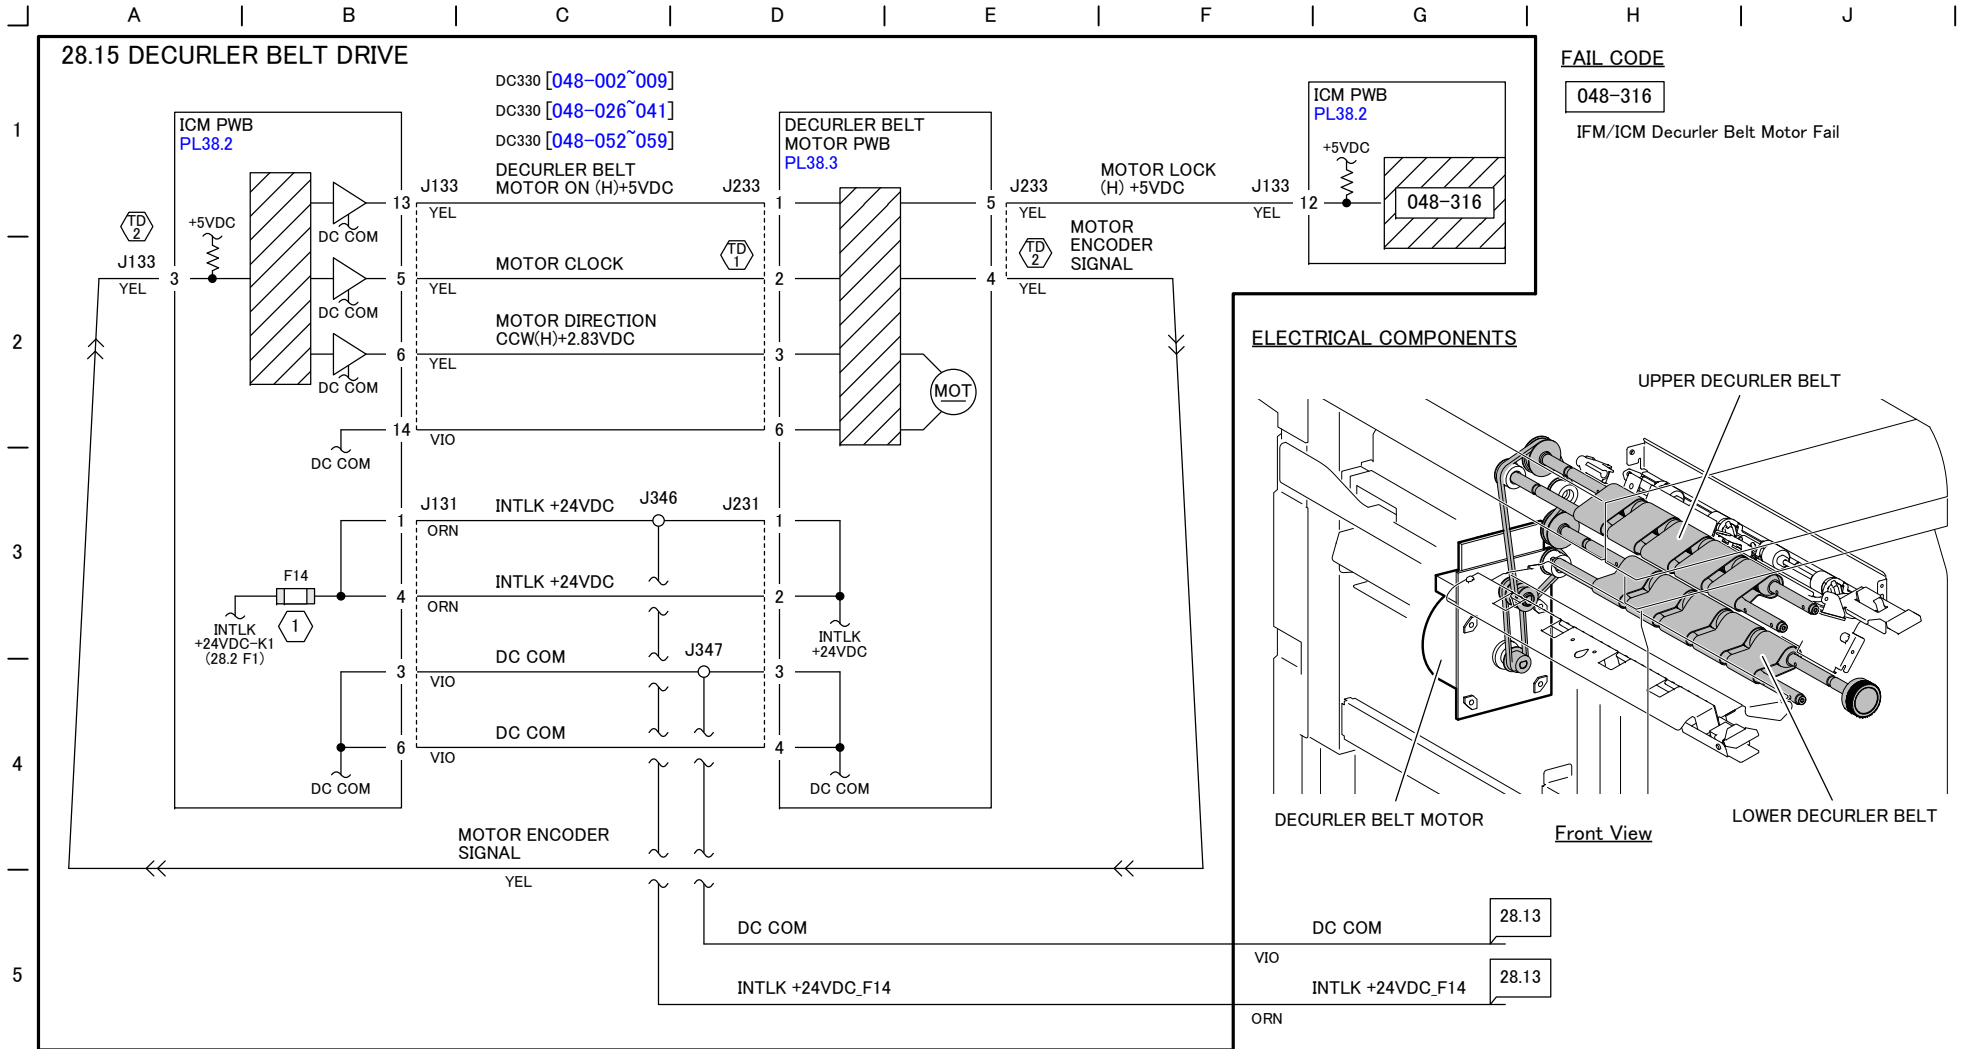 A B C D E F G H J
28.15 DECURLER BELT DRIVE
DC330 [048-002~009]
DC330 [048-026~041]
DC330 [048-052~059]
FAIL CODE
048-316
IFM/ICM Decurler Belt Motor Fail
1
2
3
4
5
ICM PWB
PL38.2
DECURLER BELT
MOTOR PWB
PL38.3
ICM PWB
PL38.2
+5VDC
048-316
J133
DECURLER BELT
MOTOR ON (H)+5VDC
J233
13
YEL
1
5
J233
YEL
MOTOR LOCK
(H) +5VDC
J133
YEL
12
TD
2
+5VDC
DC COM
J133
YEL
3
5
YEL
MOTOR CLOCK
TD
1
2
4
TD
2
YEL
MOTOR
ENCODER
SIGNAL
DC COM
6
YEL
MOTOR DIRECTION
CCW(H)+2.83VDC
3
DC COM
MOT
14
VIO
6
DC COM
J131
INTLK +24VDC
J346
J231
1
ORN
1
F14
INTLK +24VDC
4
ORN
2
1
INTLK
+24VDC-K1
(28.2 F1)
INTLK
+24VDC
DC COM
J347
3
VIO
3
DC COM
6
VIO
4
DC COM
DC COM
MOTOR ENCODER
SIGNAL
YEL
DC COM
DC COM
28.13
VIO
INTLK +24VDC_F14
INTLK +24VDC_F14
28.13
ORN
ELECTRICAL COMPONENTS
UPPER DECURLER BELT
DECURLER BELT MOTOR
LOWER DECURLER BELT
Front View